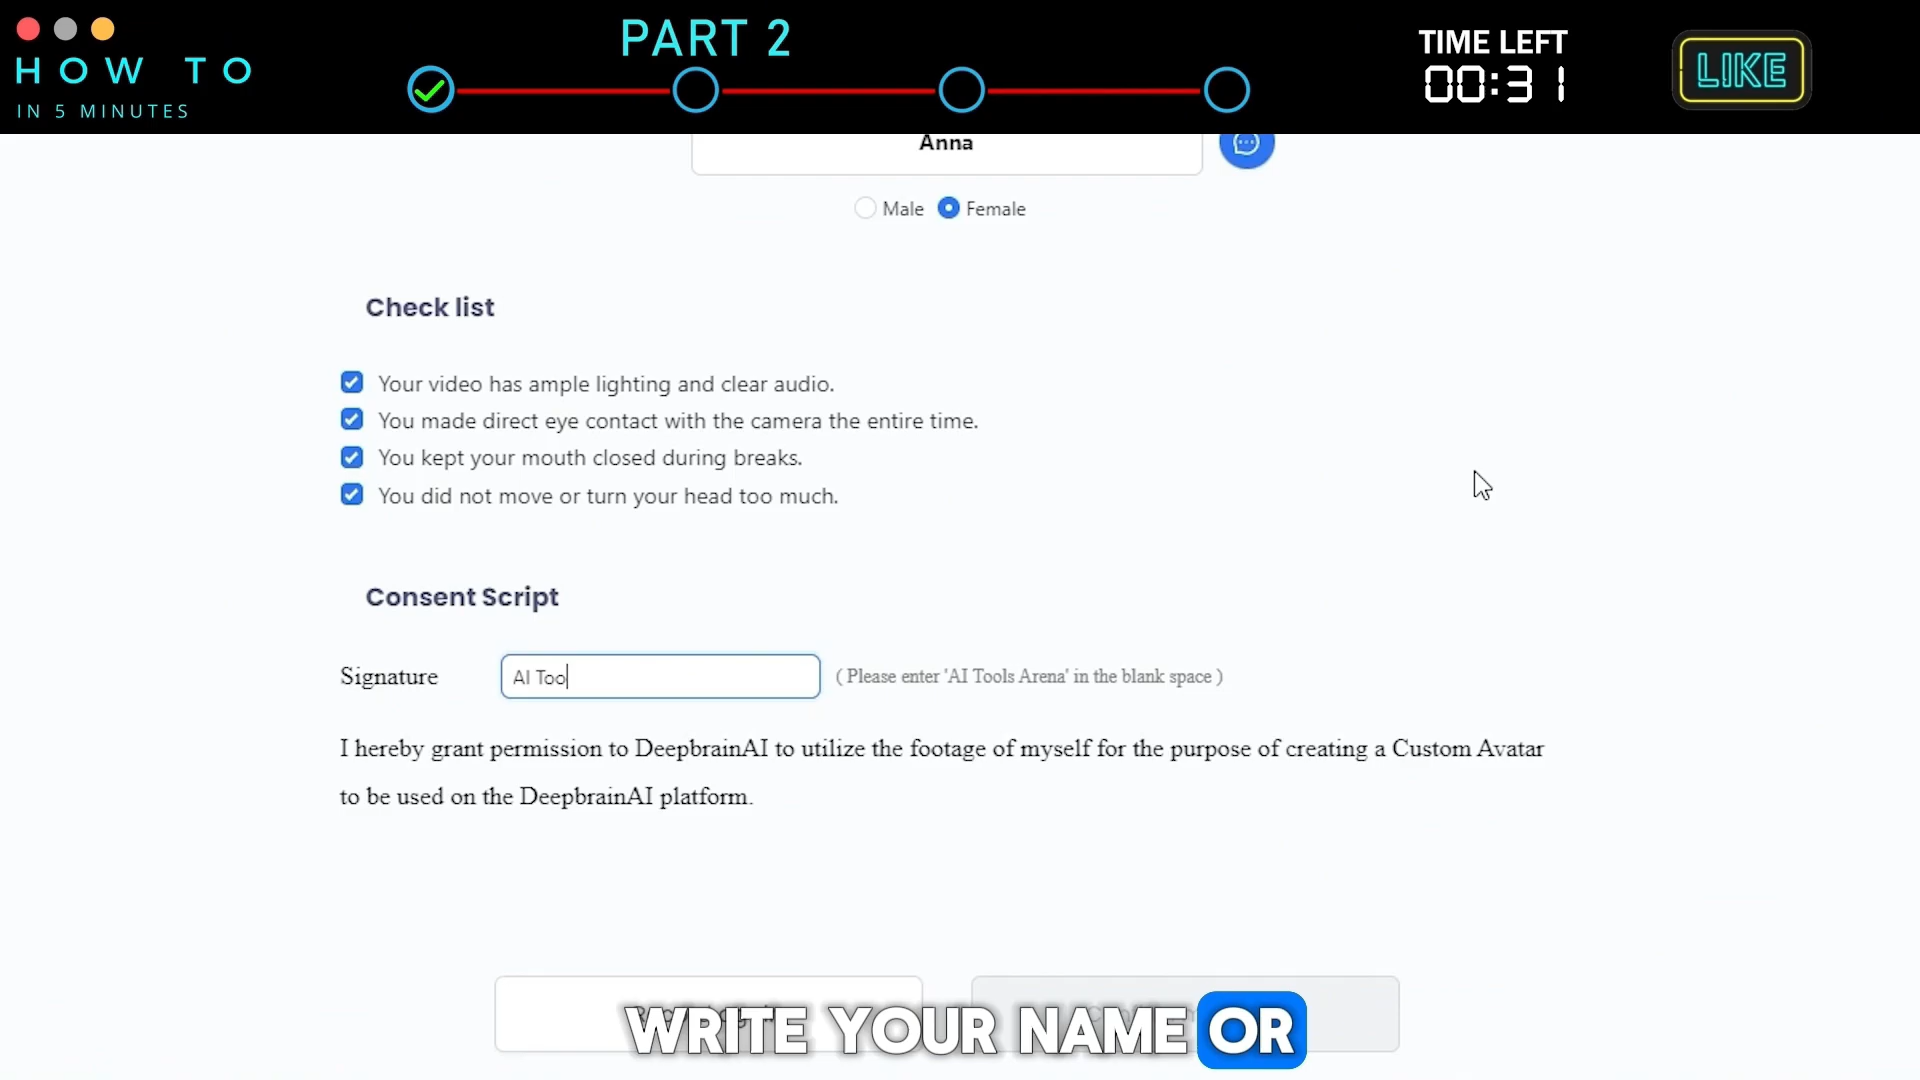 PART 2
HOW TO
IN 5 MINUTES
TIME LEFT
00:31
LIKE
Anna
Male Female
Check list
Your video has ample lighting and clear audio.
You made direct eye contact with the camera the entire time.
You kept your mouth closed during breaks.
You did not move or turn your head too much.
Consent Script
Signature AI Too ( Please enter 'AI Tools Arena' in the blank space )
I hereby grant permission to DeepbrainAI to utilize the footage of myself for the purpose of creating a Custom Avatar
to be used on the DeepbrainAI platform.
WRITE YOUR NAME OR